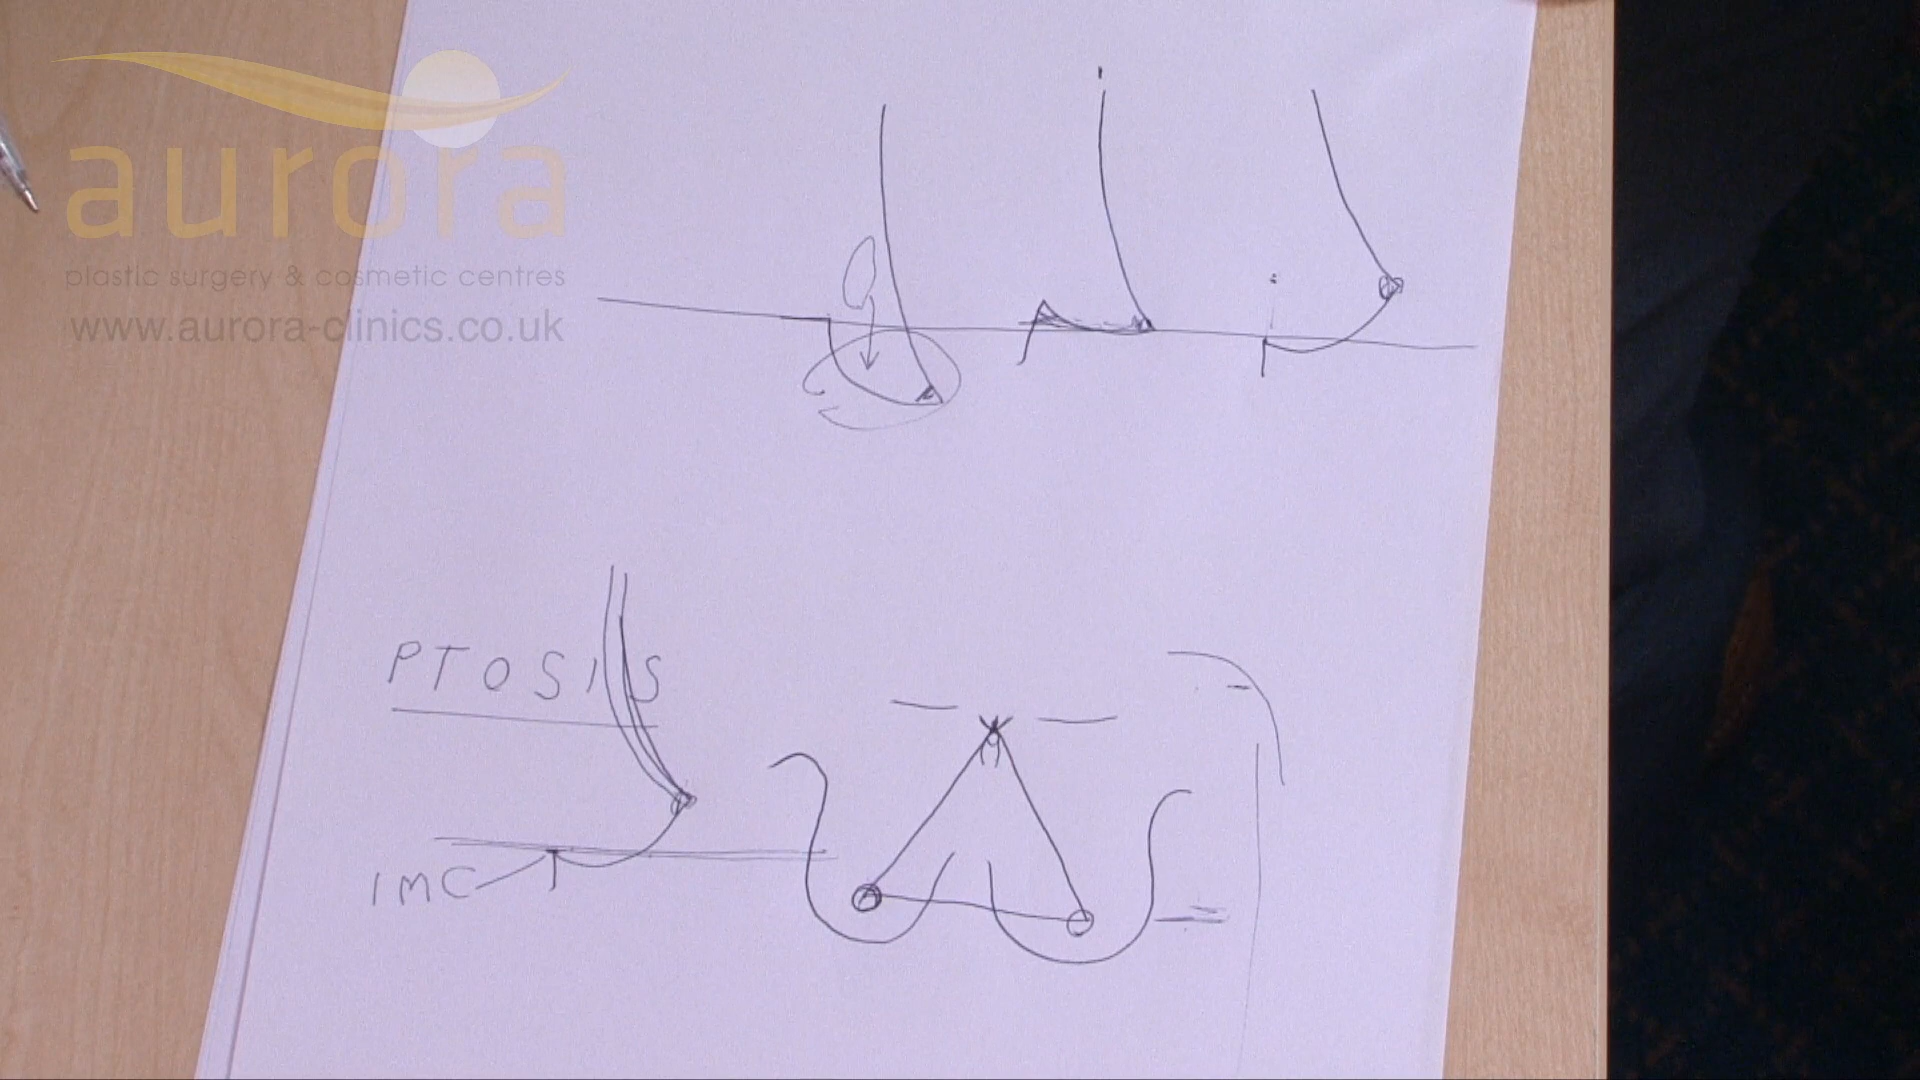 aurora
plastic surgery & cosmetic centres
www.aurora-clinics.co.uk
PTOSIS
IMC